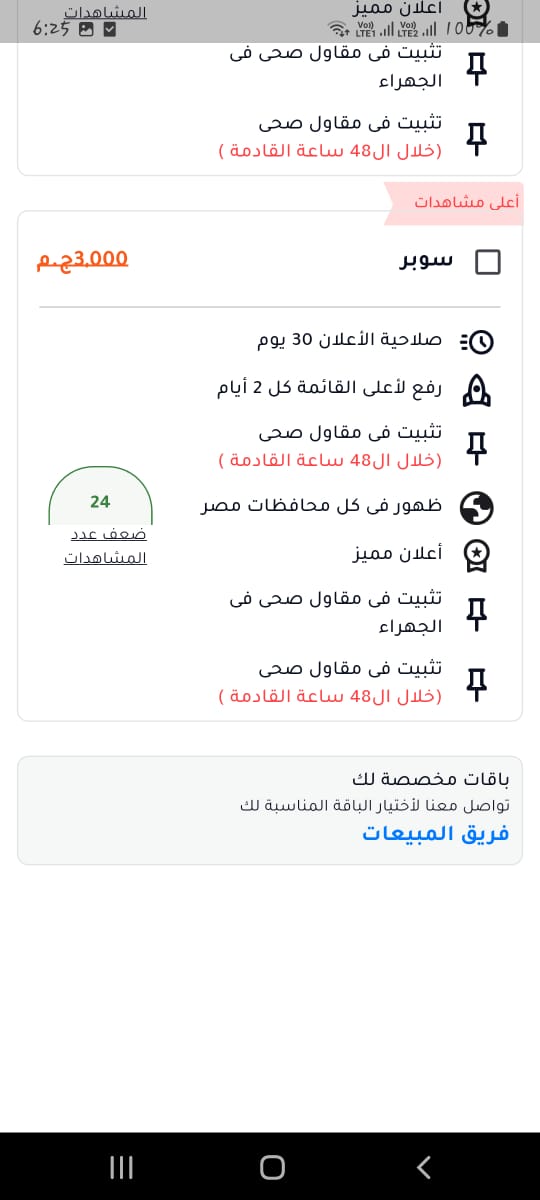 المشاهدات
اعلان مميز
6:25
Vo)) LTE1 Vo)) LTE2 100%
تثبيت فى مقاول صحى فى
الجهراء
تثبيت فى مقاول صحى
(خلال ال48 ساعة القادمة )
أعلى مشاهدات
سوبر
3,000ج.م
صلاحية الأعلان 30 يوم
رفع لأعلى القائمة كل 2 أيام
تثبيت فى مقاول صحى
(خلال ال48 ساعة القادمة )
ظهور فى كل محافظات مصر
أعلان مميز
24
ضعف عدد
المشاهدات
تثبيت فى مقاول صحى فى
الجهراء
تثبيت فى مقاول صحى
(خلال ال48 ساعة القادمة )
باقات مخصصة لك
تواصل معنا لأختيار الباقة المناسبة لك
فريق المبيعات